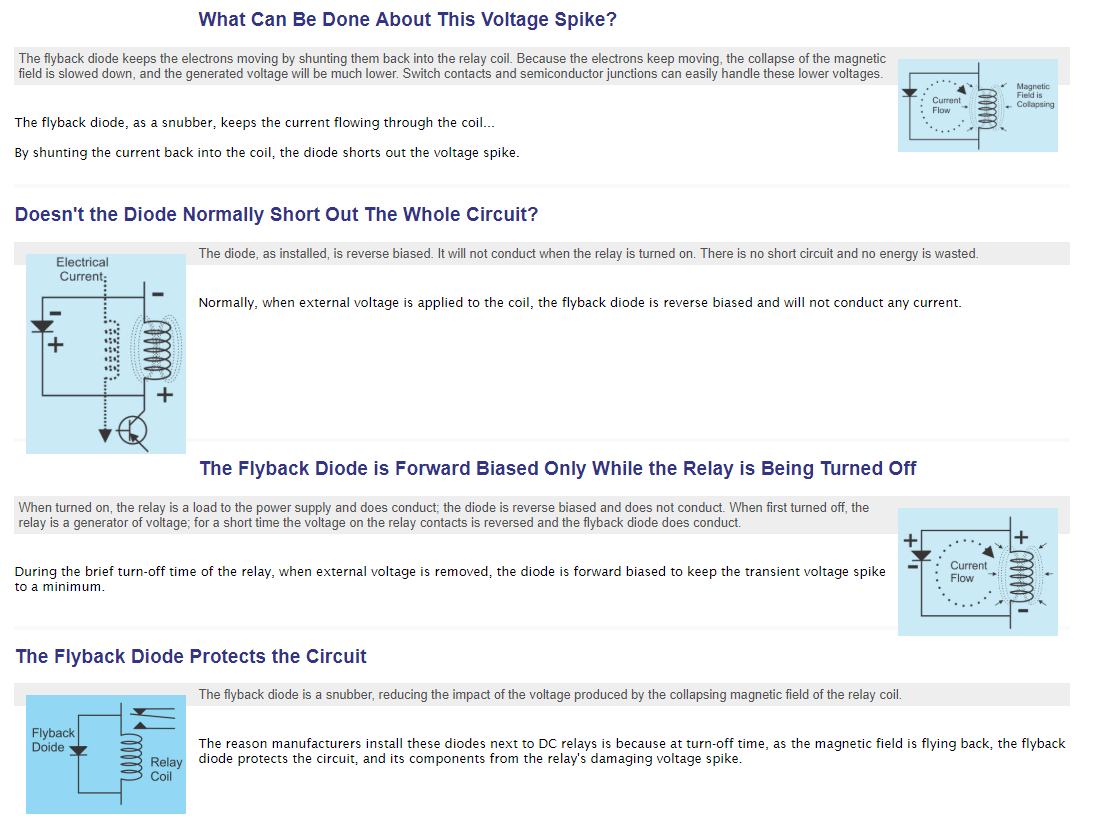 What Can Be Done About This Voltage Spike?
The flyback diode keeps the electrons moving by shunting them back into the relay coil. Because the electrons keep moving, the collapse of the magnetic
field is slowed down, and the generated voltage will be much lower. Switch contacts and semiconductor junctions can easily handle these lower voltages.
Current
Flow
Magnetic
Field is
Collapsing
The flyback diode, as a snubber, keeps the current flowing through the coil...
By shunting the current back into the coil, the diode shorts out the voltage spike.
Doesn't the Diode Normally Short Out The Whole Circuit?
The diode, as installed, is reverse biased. It will not conduct when the relay is turned on. There is no short circuit and no energy is wasted.
Electrical
Current
-
-
+
+
Normally, when external voltage is applied to the coil, the flyback diode is reverse biased and will not conduct any current.
The Flyback Diode is Forward Biased Only While the Relay is Being Turned Off
When turned on, the relay is a load to the power supply and does conduct; the diode is reverse biased and does not conduct. When first turned off, the
relay is a generator of voltage; for a short time the voltage on the relay contacts is reversed and the flyback diode does conduct.
+
+
-
Current
Flow
-
During the brief turn-off time of the relay, when external voltage is removed, the diode is forward biased to keep the transient voltage spike
to a minimum.
The Flyback Diode Protects the Circuit
The flyback diode is a snubber, reducing the impact of the voltage produced by the collapsing magnetic field of the relay coil.
Flyback
Doide
Relay
Coil
The reason manufacturers install these diodes next to DC relays is because at turn-off time, as the magnetic field is flying back, the flyback
diode protects the circuit, and its components from the relay's damaging voltage spike.